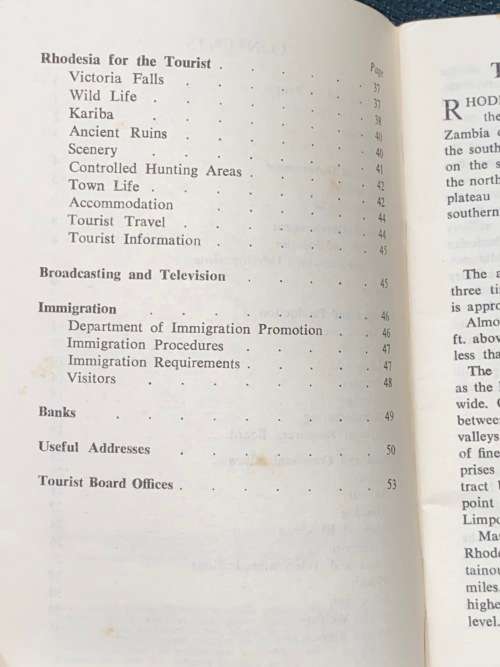 Page
Rhodesia for the Tourist . . . . . 37
Victoria Falls . . . . . . 37
Wild Life . . . . . . 38
Kariba . . . . . . 40
Ancient Ruins . . . . . . 40
Scenery . . . . . . 41
Controlled Hunting Areas . . . . . 42
Town Life . . . . . . 42
Accommodation . . . . . . 44
Tourist Travel . . . . . . 44
Tourist Information . . . . . . 45
Broadcasting and Television . . . . . 45
Immigration . . . . . . . 46
Department of Immigration Promotion . . . 46
Immigration Procedures . . . . . 47
Immigration Requirements . . . . . 47
Visitors . . . . . . . 48
Banks . . . . . . . . 49
Useful Addresses . . . . . . 50
Tourist Board Offices . . . . . . 53
T
RHODE
the
Zambia
the south
on the s
the north
plateau
southern
The a
three ti
is appro
Almo
ft. abov
less tha
The
as the
wide.
between
valleys
of fine
prises
tract
point
Limpo
Ma
Rhode
tainou
miles.
highe
level.